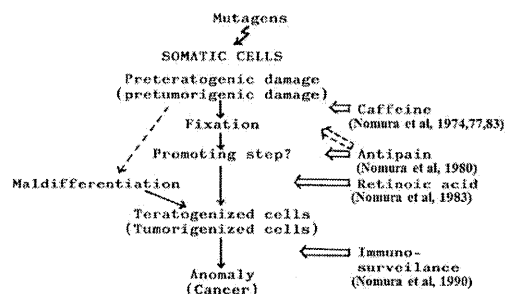 Mutagens
SOMATIC CELLS
Preteratogenic damage
(pretumorigenic damage)
Caffeine
(Nomura et al, 1974,77,83)
Fixation
Promoting step?
Antipain
(Nomura et al, 1980)
Maldifferentiation
Retinoic acid
(Nomura et al, 1983)
Teratogenized cells
(Tumorigenized cells)
Immuno-
surveilance
(Nomura et al, 1990)
Anomaly
(Cancer)